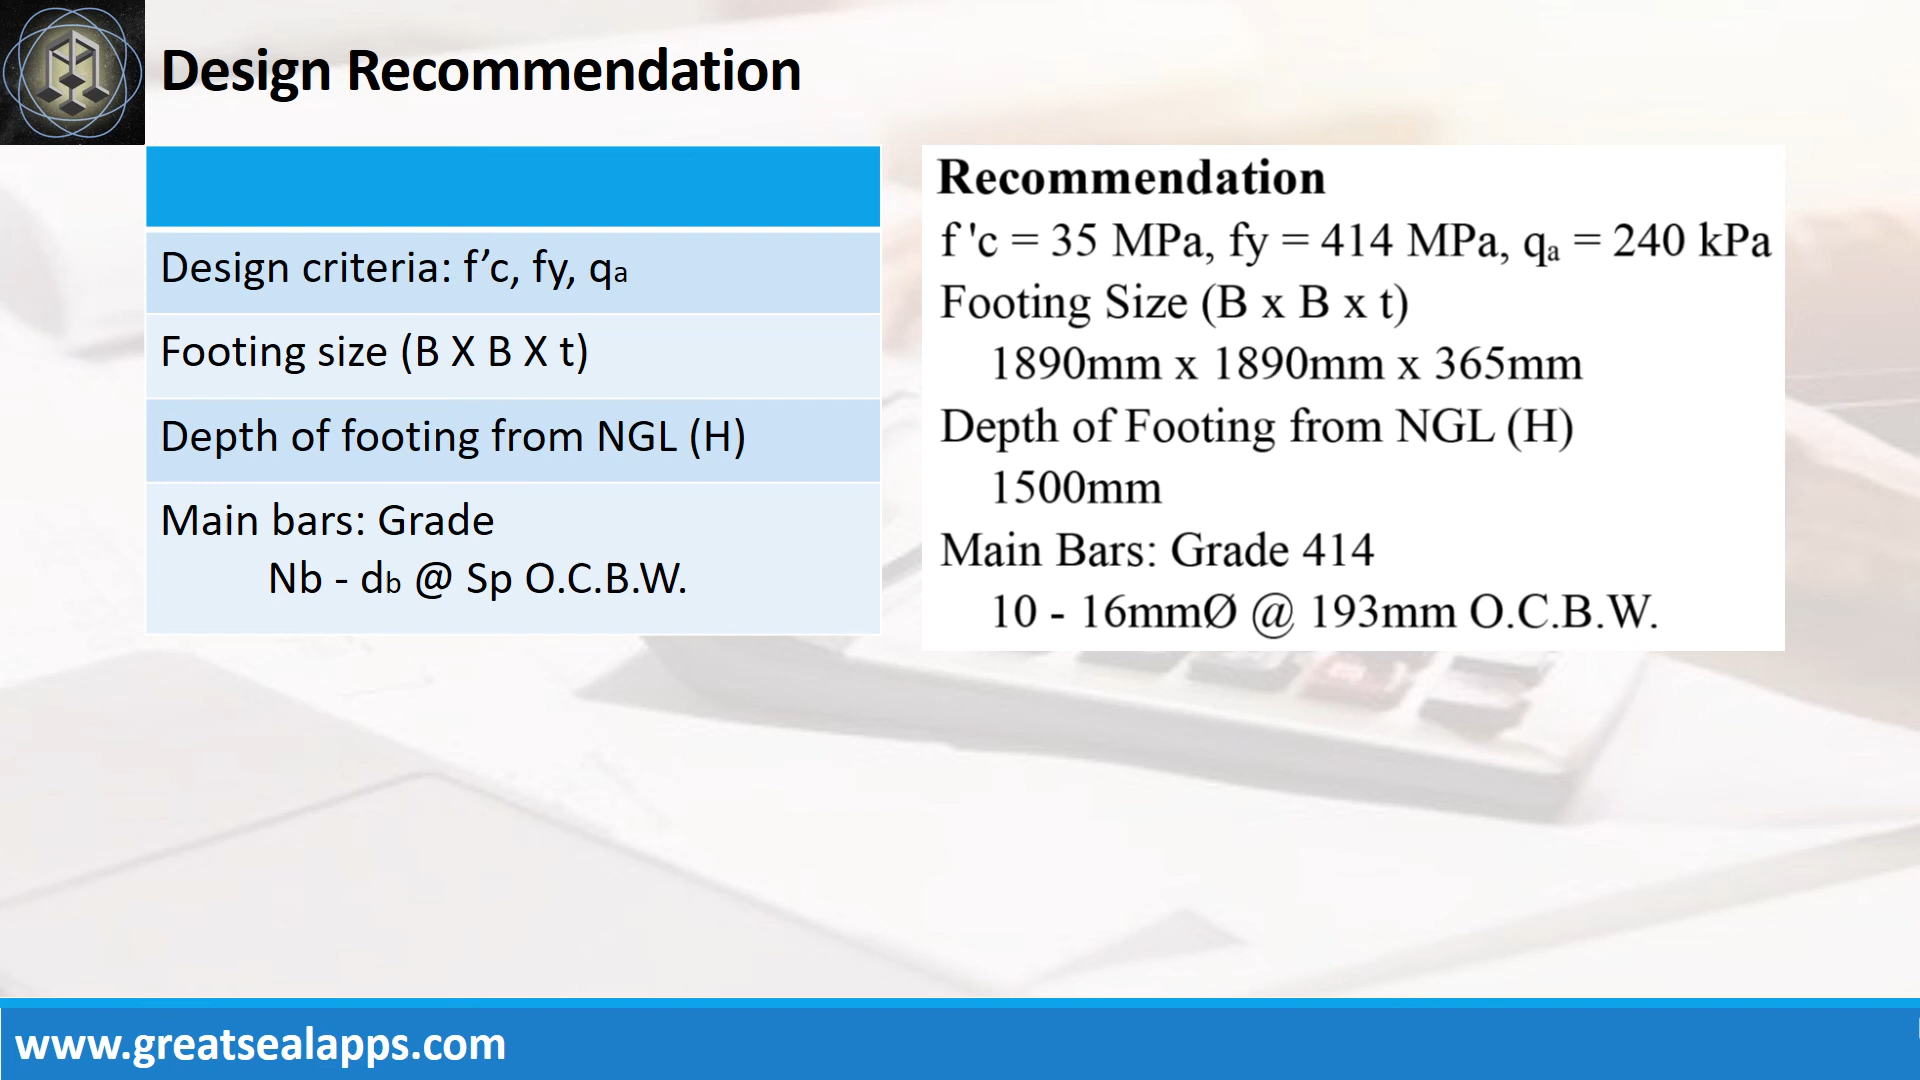 Design Recommendation
Design criteria: f’c, fy, qa
Footing size (B X B X t)
Depth of footing from NGL (H)
Main bars: Grade
Nb - db @ Sp O.C.B.W.
Recommendation
f 'c = 35 MPa, fy = 414 MPa, qa = 240 kPa
Footing Size (B x B x t)
1890mm x 1890mm x 365mm
Depth of Footing from NGL (H)
1500mm
Main Bars: Grade 414
10 - 16mmØ @ 193mm O.C.B.W.
www.greatsealapps.com